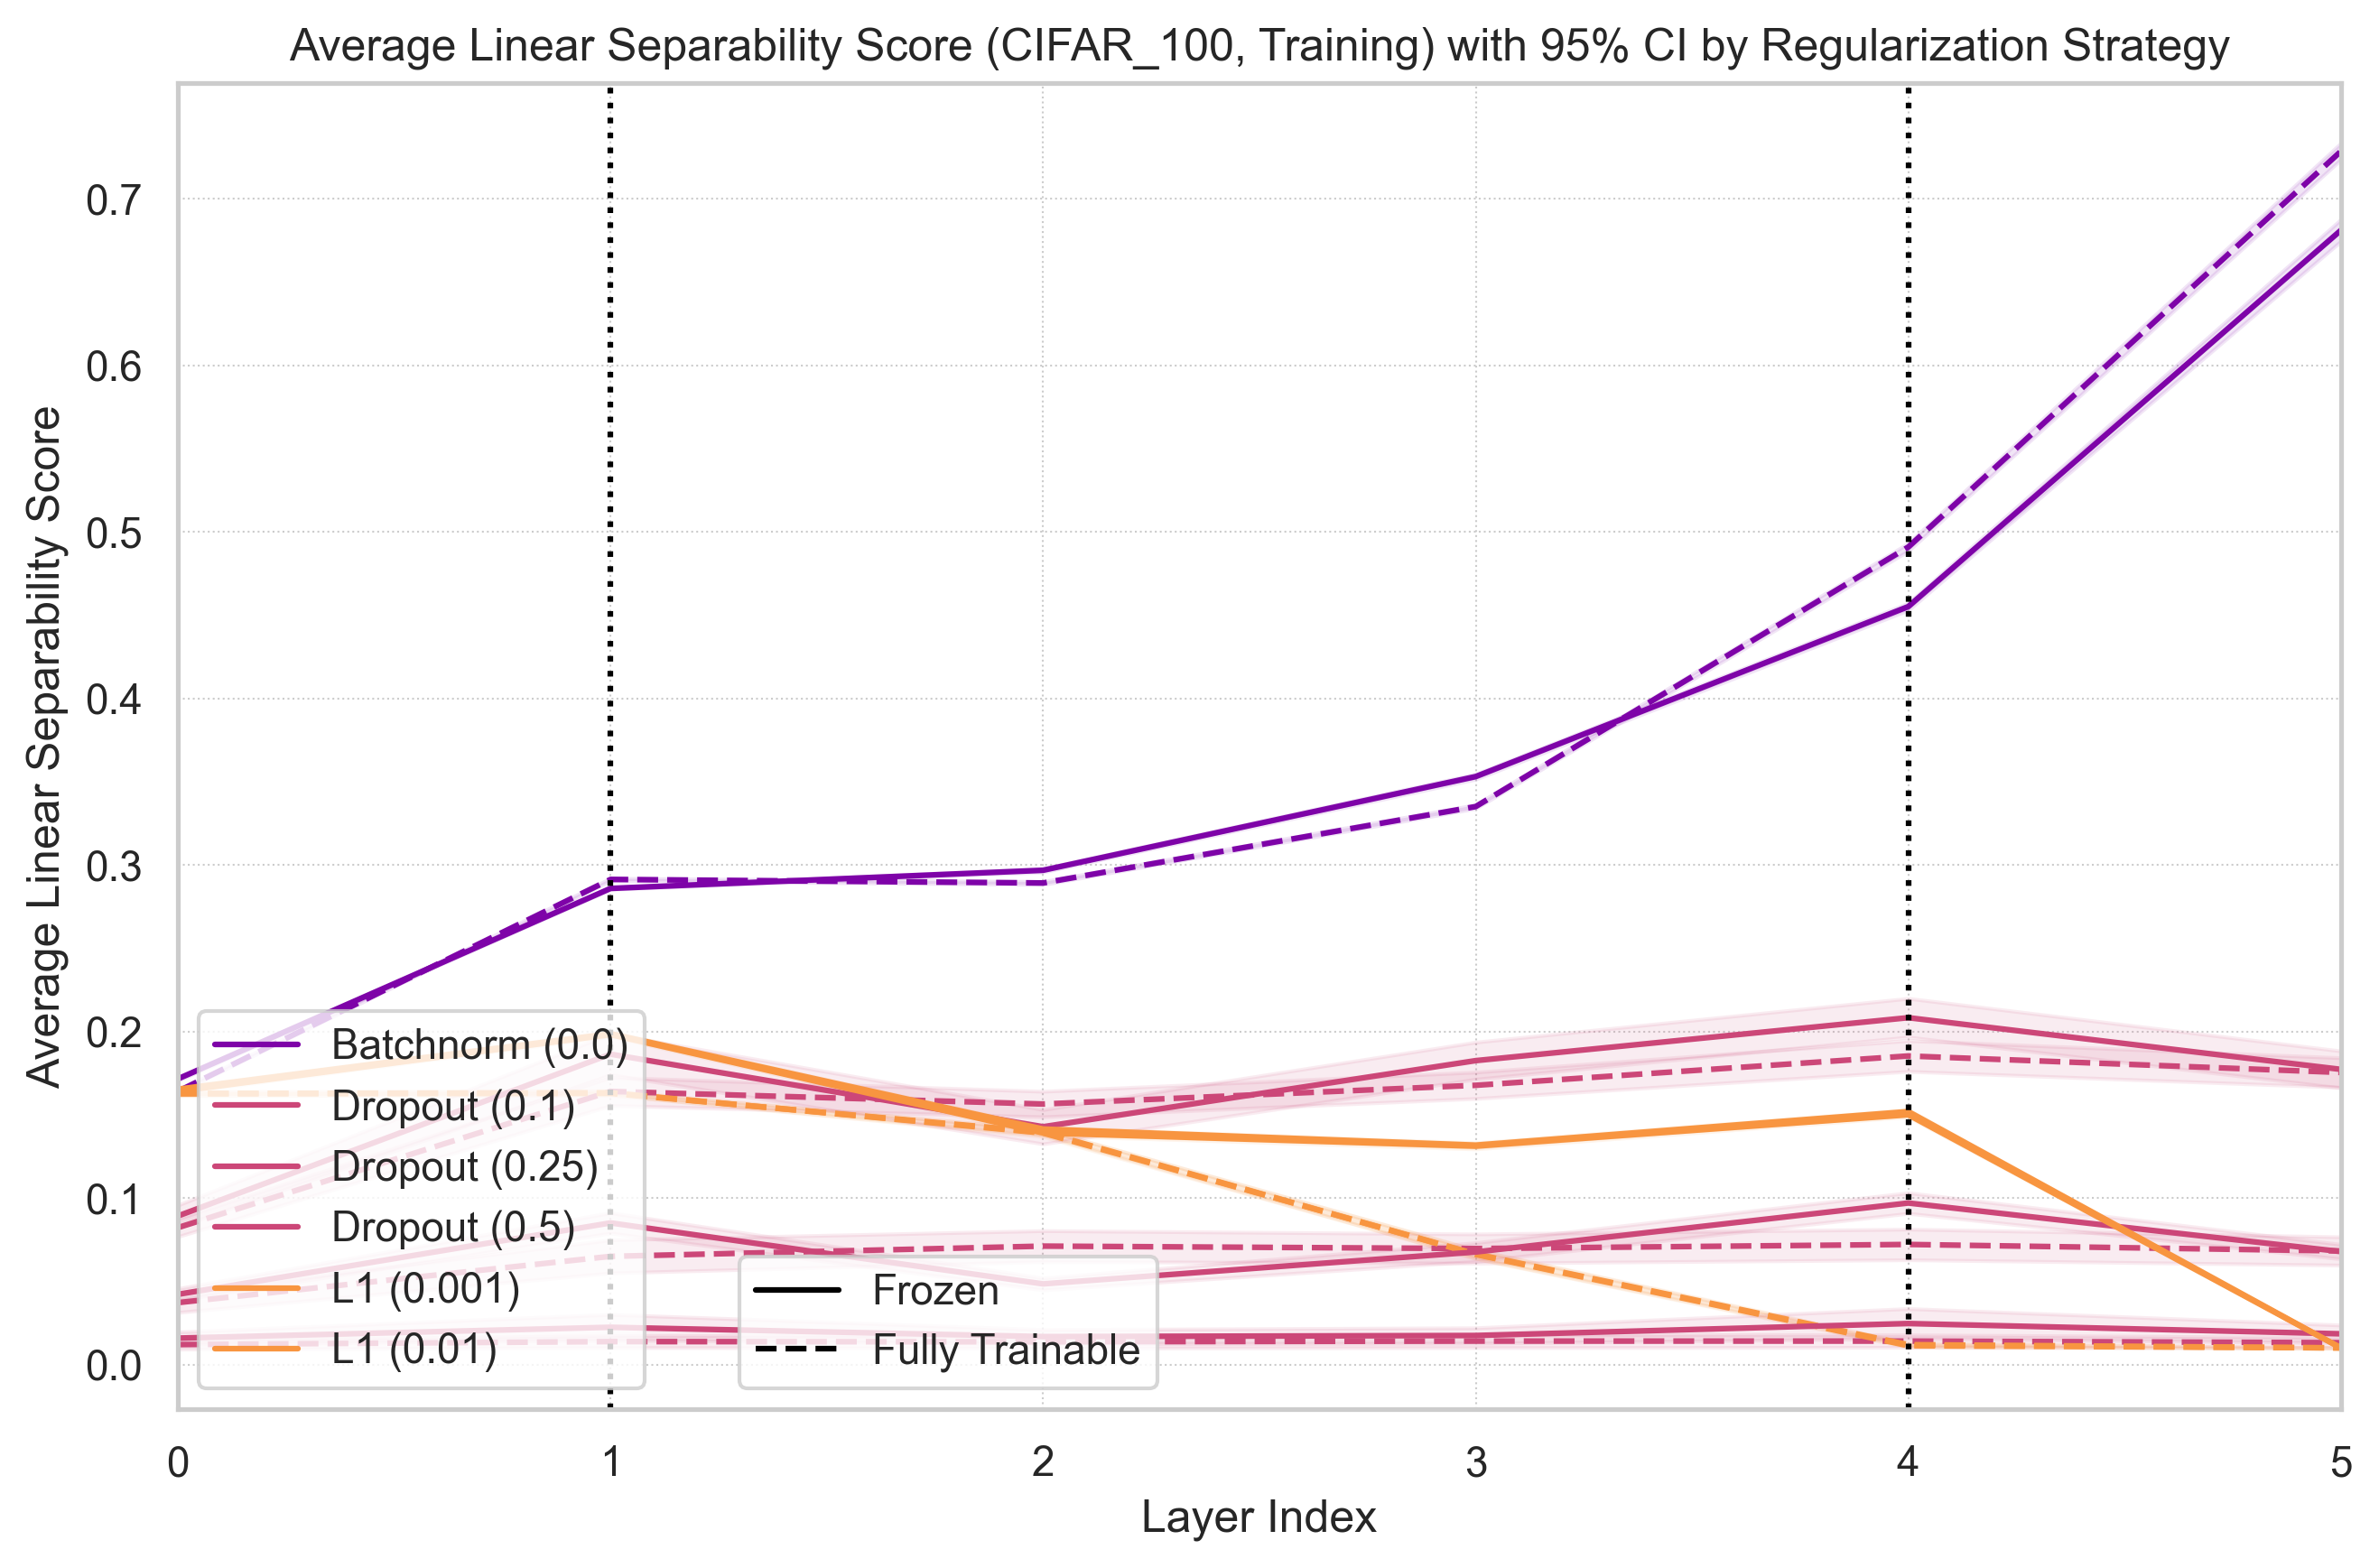 Average Linear Separability Score (CIFAR_100, Training) with 95% CI by Regularization Strategy
Average Linear Separability Score
0.7
0.6
0.5
0.4
0.3
0.2
0.1
0.0
Batchnorm (0.0)
Dropout (0.1)
Dropout (0.25)
Dropout (0.5)
L1 (0.001)
L1 (0.01)
Frozen
Fully Trainable
0
1
2
3
4
5
Layer Index